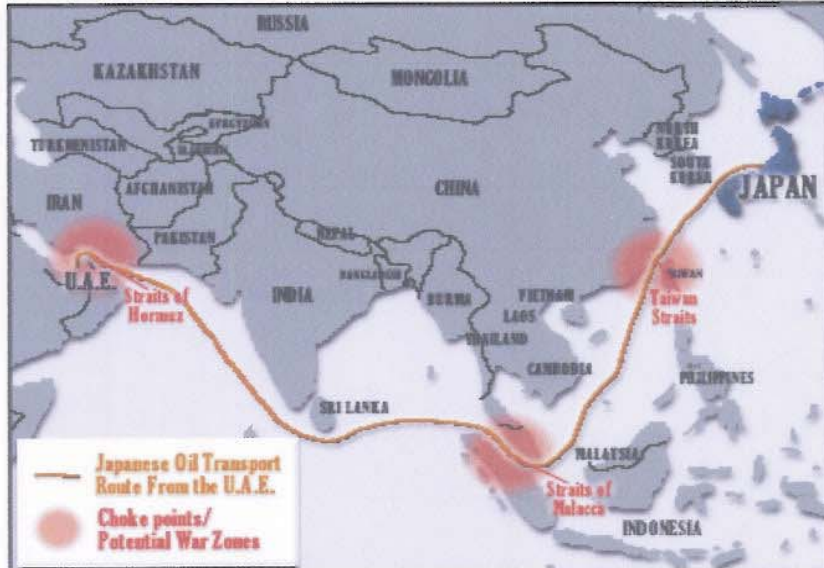 RUSSIA
KAZAKHSTAN
MONGOLIA
KYRGYZSTAN
TURKMENISTAN
NORTH
KOREA
SOUTH
KOREA
JAPAN
AFGHANISTAN
CHINA
IRAN
PAKISTAN
NEPAL
U.A.E.
Straits of
Hormuz
BANGLADESH
INDIA
BURMA
VIETNAM
LAOS
TAIWAN
Taiwan
Straits
THAILAND
CAMBODIA
PHILIPPINES
SRI LANKA
MALAYSIA
Straits of
Malacca
INDONESIA
Japanese Oil Transport
Route From the U.A.E.
Choke points/
Potential War Zones